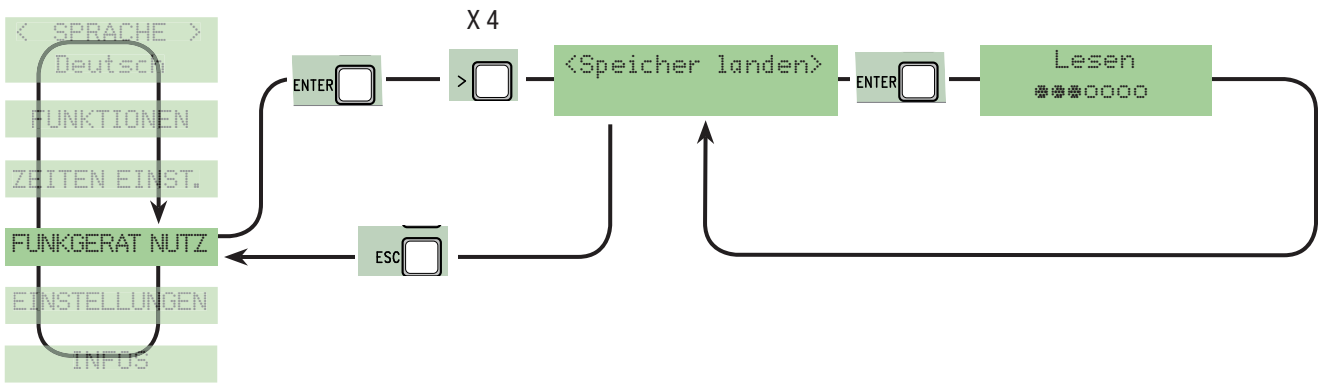 X 4
< SPRACHE >
Deutsch
FUNKTIONEN
ZEITEN EINST.
FUNKGERAT NUTZ
EINSTELLUNGEN
INFOS
ENTER
>
<Speicher landen>
ENTER
Lesen
ESC